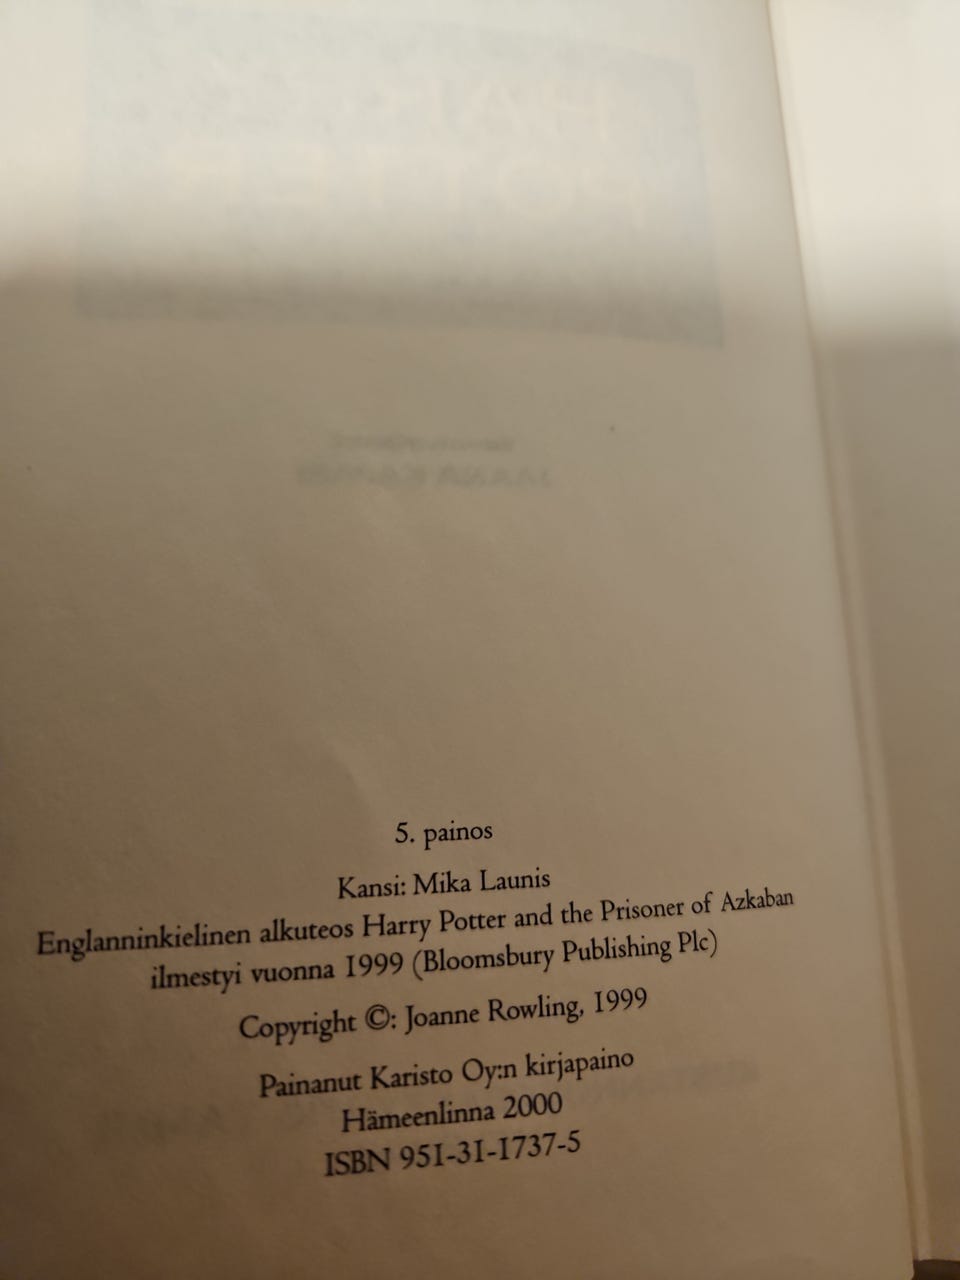 5. painos
Kansi: Mika Launis
Englanninkielinen alkuteos Harry Potter and the Prisoner of Azkaban
ilmestyi vuonna 1999 (Bloomsbury Publishing Plc)
Copyright ©: Joanne Rowling, 1999
Painanut Karisto Oy:n kirjapaino
Hämeenlinna 2000
ISBN 951-31-1737-5